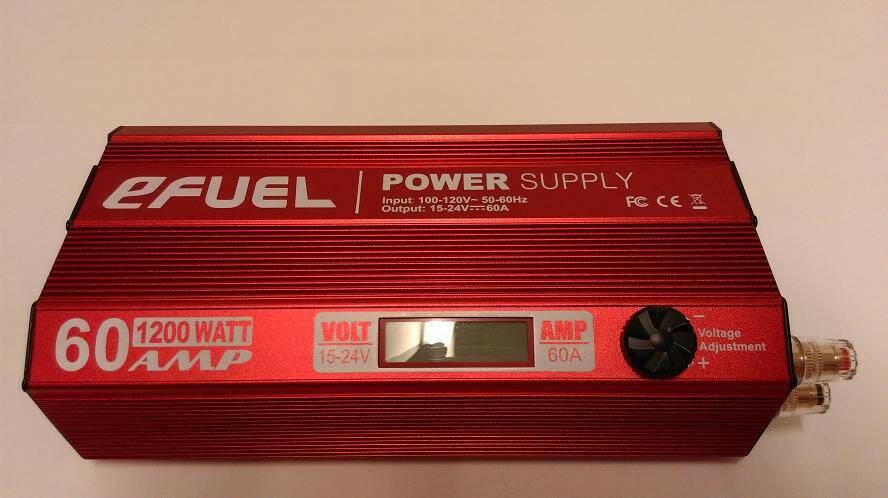 eFUEL
POWER SUPPLY
Input: 100-120V~ 50-60Hz
Output: 15-24V⎓60A
FC CE
60
1200 WATT
AMP
VOLT
15-24V
AMP
60A
−
Voltage
Adjustment
+